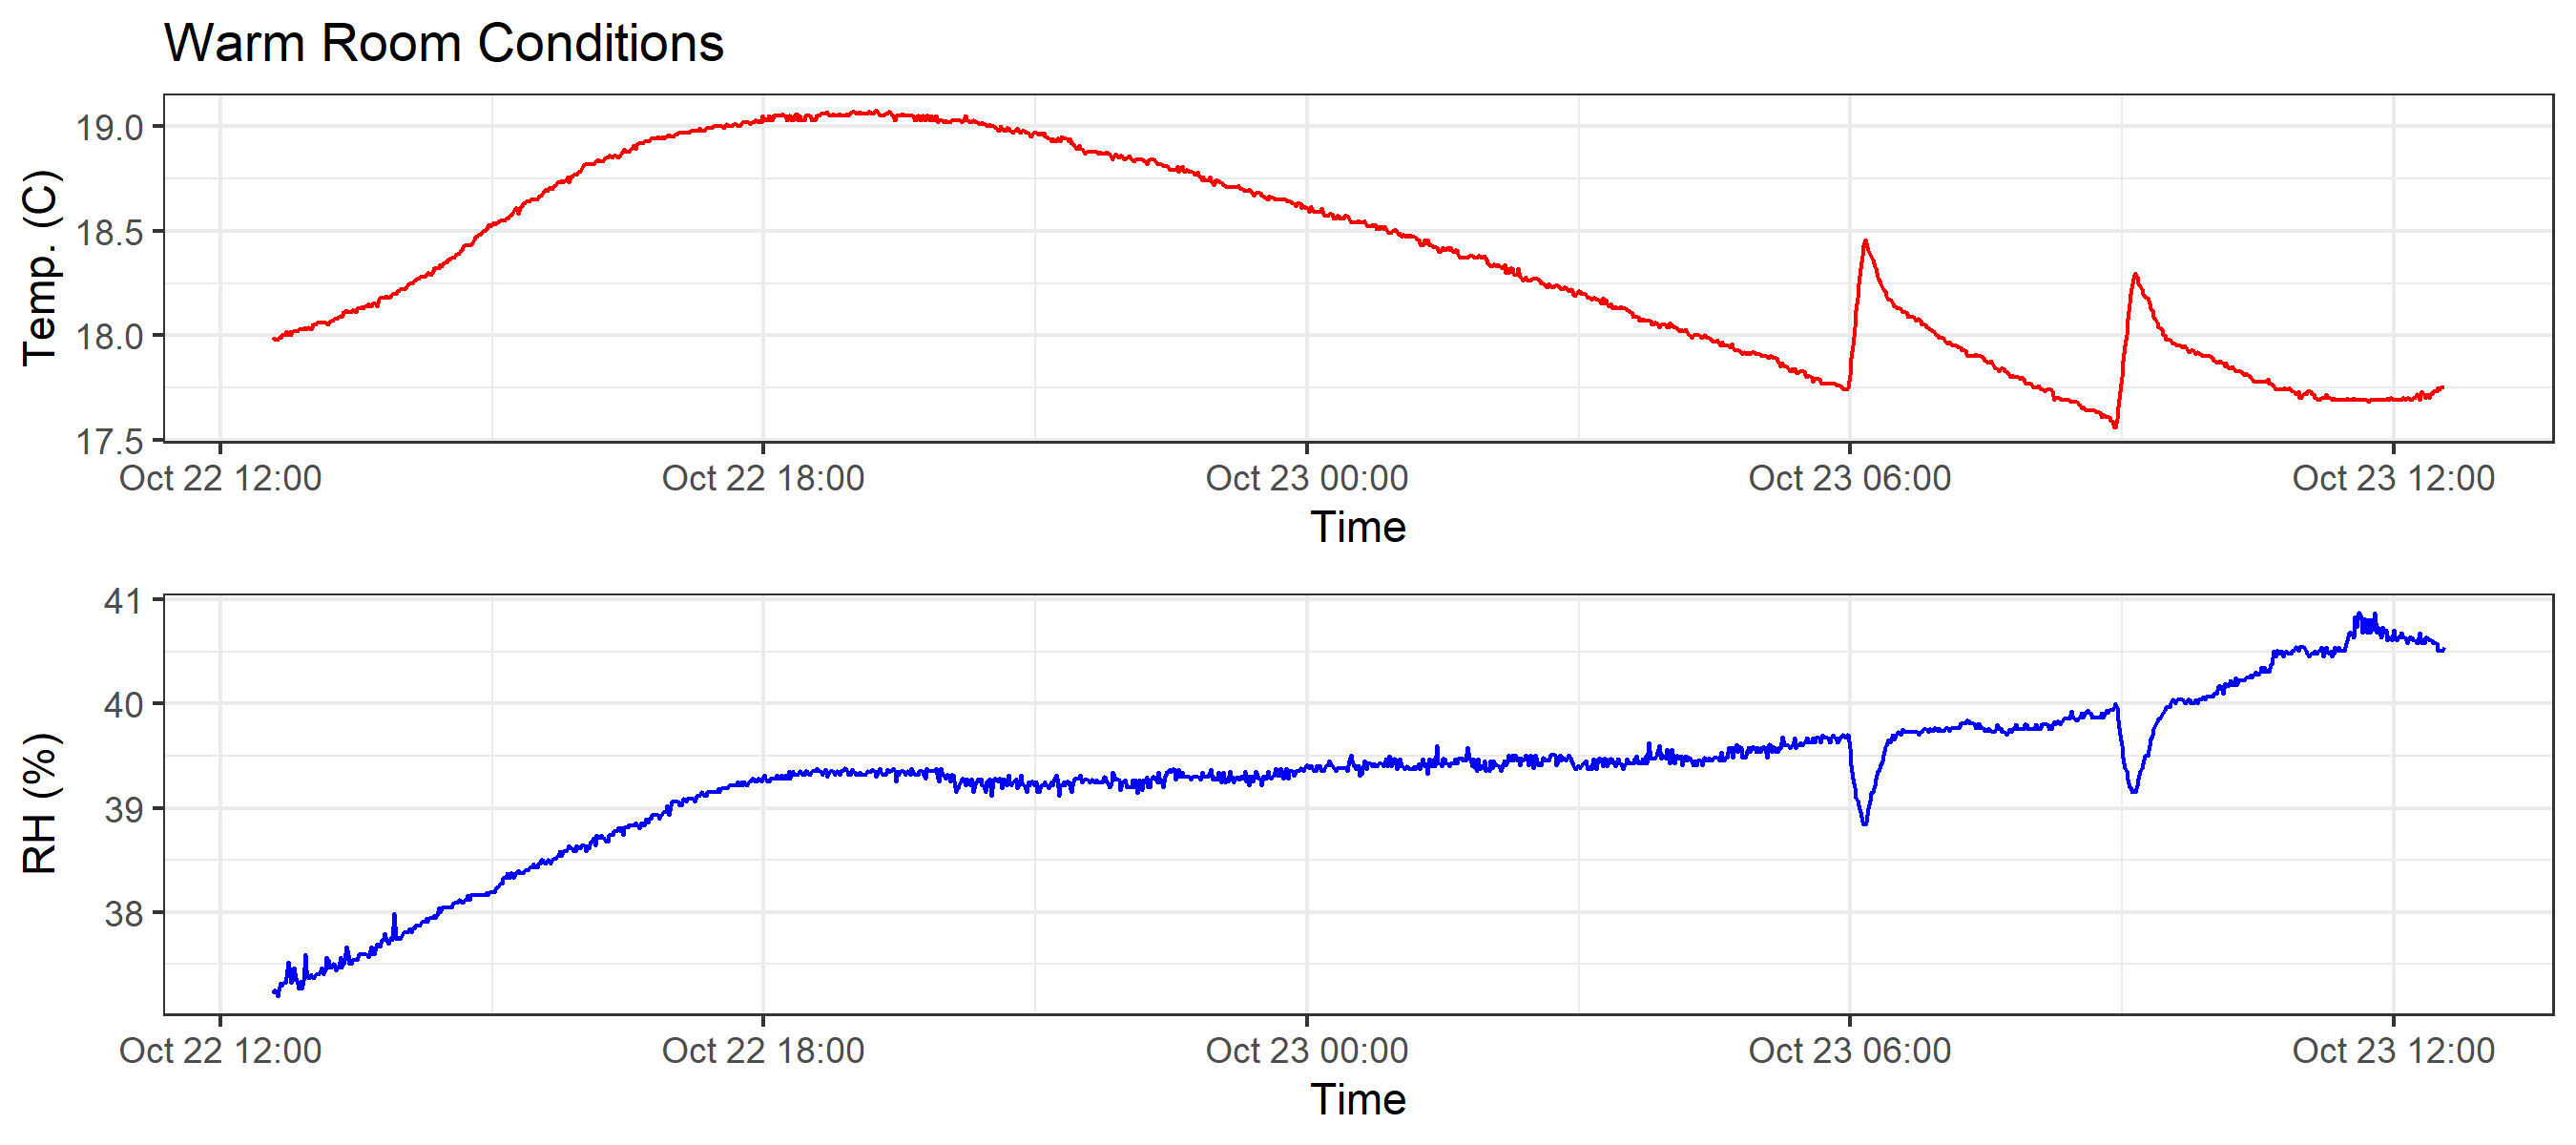 Warm Room Conditions
Temp. (C)
19.0
18.5
18.0
17.5
Oct 22 12:00 Oct 22 18:00 Oct 23 00:00 Oct 23 06:00 Oct 23 12:00
Time
RH (%)
41
40
39
38
Oct 22 12:00 Oct 22 18:00 Oct 23 00:00 Oct 23 06:00 Oct 23 12:00
Time